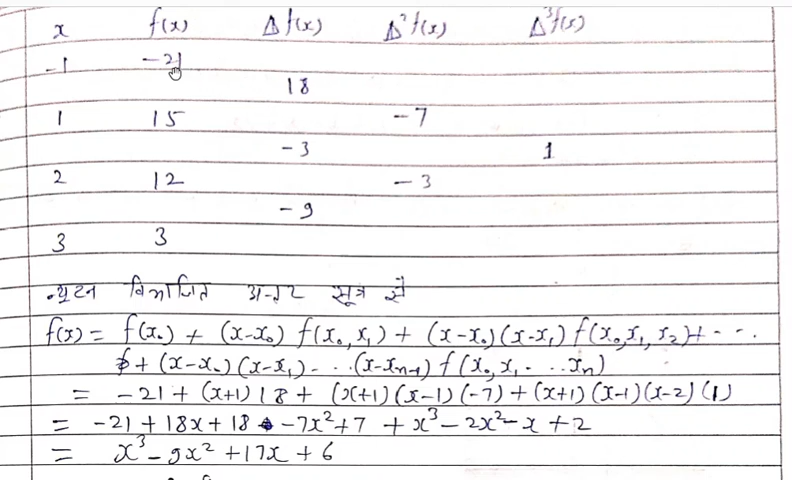 x f(x) Δf(x) Δ²f(x) Δ³f(x)
-1 -21
18
1 15 -7
-3 1
2 12 -3
-9
3 3
न्यूटन विभाजित अन्तर सूत्र से
f(x) = f(x₀) + (x-x₀) f(x₀,x₁) + (x-x₀)(x-x₁) f(x₀,x₁,x₂)+ - - .
+ (x-x₀)(x-x₁) - . . (x-xₙ₋₁) f(x₀,x₁ - . . xₙ)
= -21 + (x+1)18 + (x+1)(x-1)(-7) + (x+1)(x-1)(x-2)(1)
= -21 + 18x + 18 -7x²+7 + x³ - 2x² - x + 2
= x³ - 9x² + 17x + 6